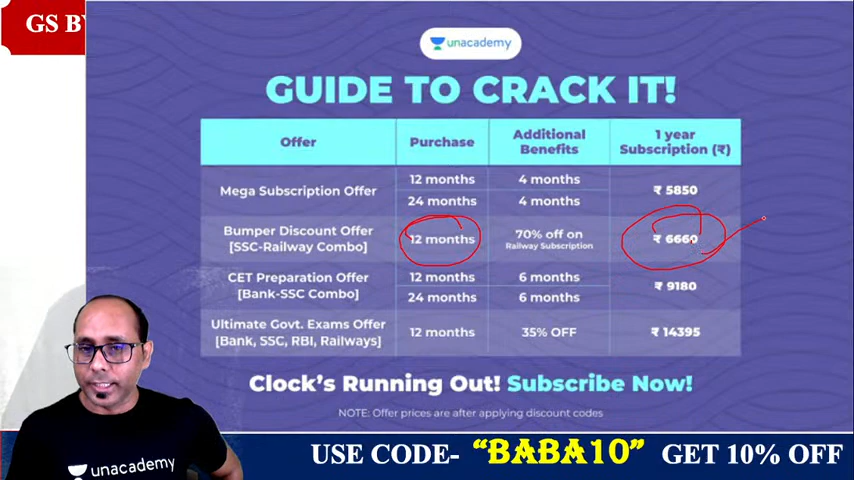 GS BY
unacademy
GUIDE TO CRACK IT!
Offer
Purchase
Additional
Benefits
1 year
Subscription (₹)
Mega Subscription Offer
12 months
4 months
24 months
4 months
₹ 5850
Bumper Discount Offer
[SSC-Railway Combo]
12 months
70% off on
Railway Subscription
₹ 6660
CET Preparation Offer
[Bank-SSC Combo]
12 months
6 months
24 months
6 months
₹ 9180
Ultimate Govt. Exams Offer
[Bank, SSC, RBI, Railways]
12 months
35% OFF
₹ 14395
Clock's Running Out! Subscribe Now!
NOTE: Offer prices are after applying discount codes
unacademy
USE CODE- "BABA10" GET 10% OFF